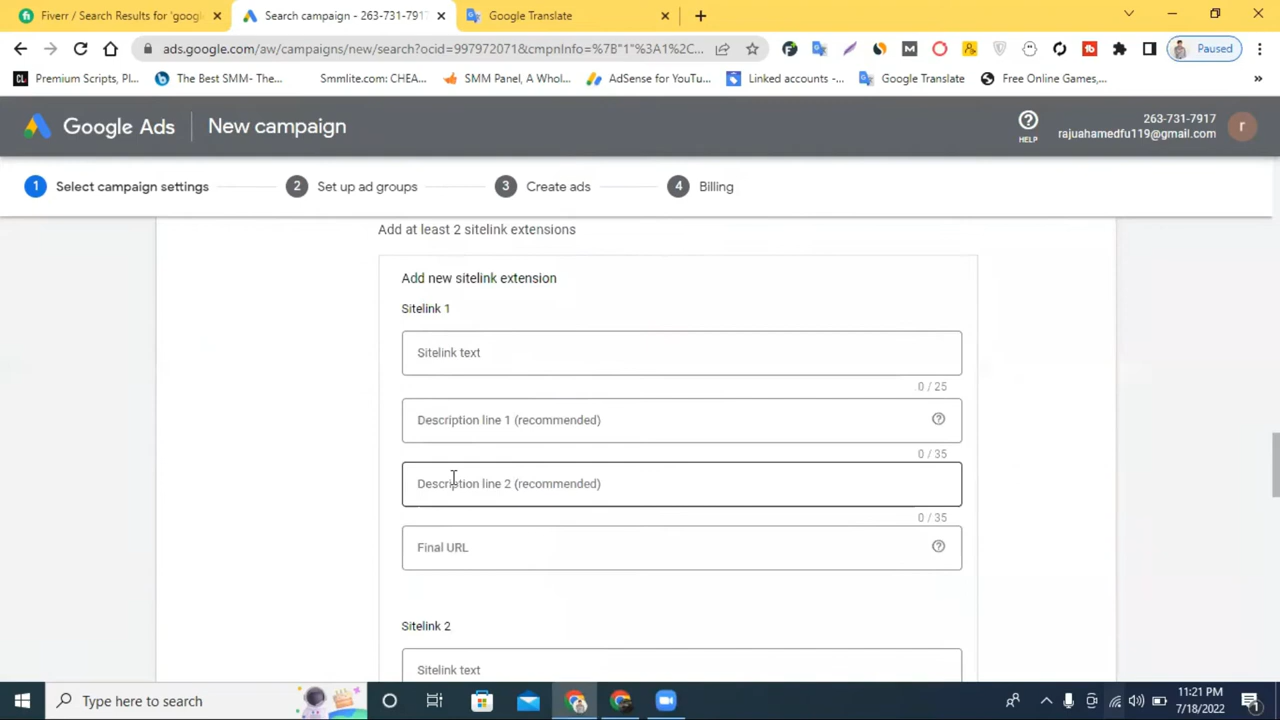 Fiverr / Search Results for 'googl
Search campaign - 263-731-7917
Google Translate
ads.google.com/aw/campaigns/new/search?ocid=997972071&cmpnInfo=%7B"1"%3A1%2C...
Paused
CL Premium Scripts, Pl...
The Best SMM- The...
Smmlite.com: CHEA...
SMM Panel, A Whol...
AdSense for YouTu...
Linked accounts -...
Google Translate
Free Online Games,...
Google Ads
New campaign
HELP
263-731-7917
rajuahamedfu119@gmail.com
r
1 Select campaign settings
2 Set up ad groups
3 Create ads
4 Billing
Add at least 2 sitelink extensions
Add new sitelink extension
Sitelink 1
Sitelink text
0 / 25
Description line 1 (recommended)
0 / 35
Description line 2 (recommended)
0 / 35
Final URL
Sitelink 2
Sitelink text
Type here to search
11:21 PM
7/18/2022
1